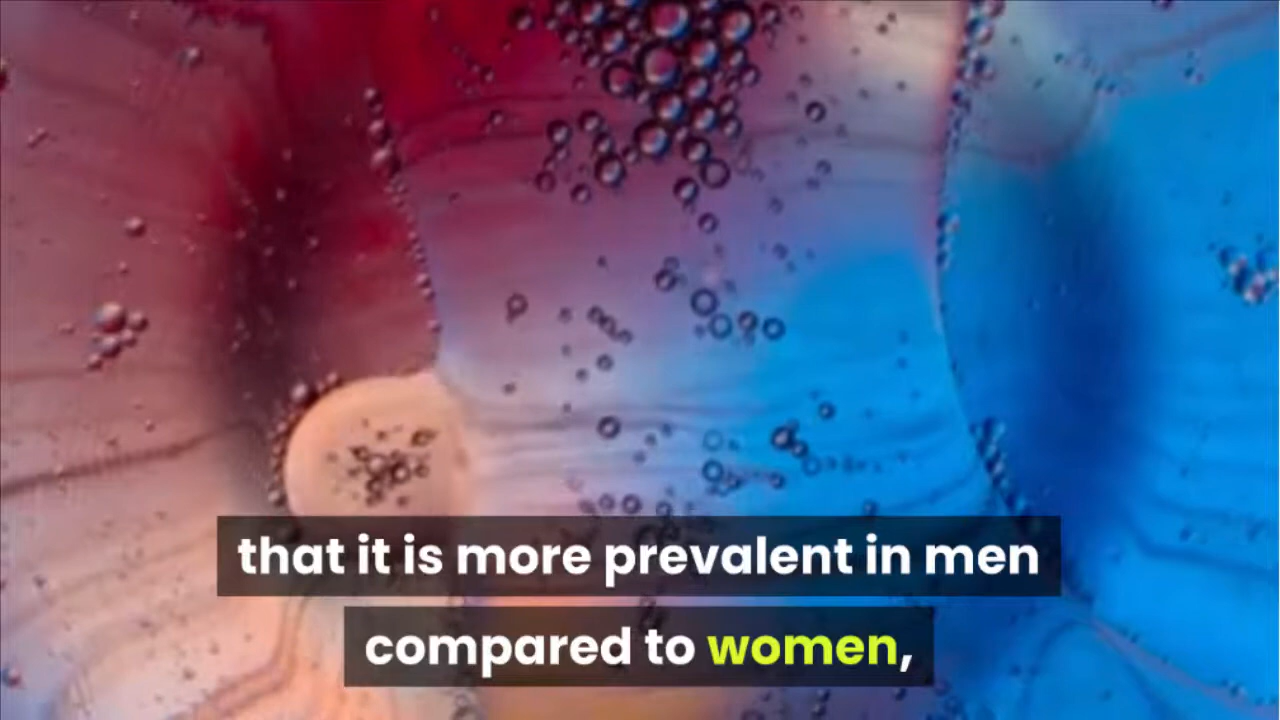 that it is more prevalent in men
compared to women,